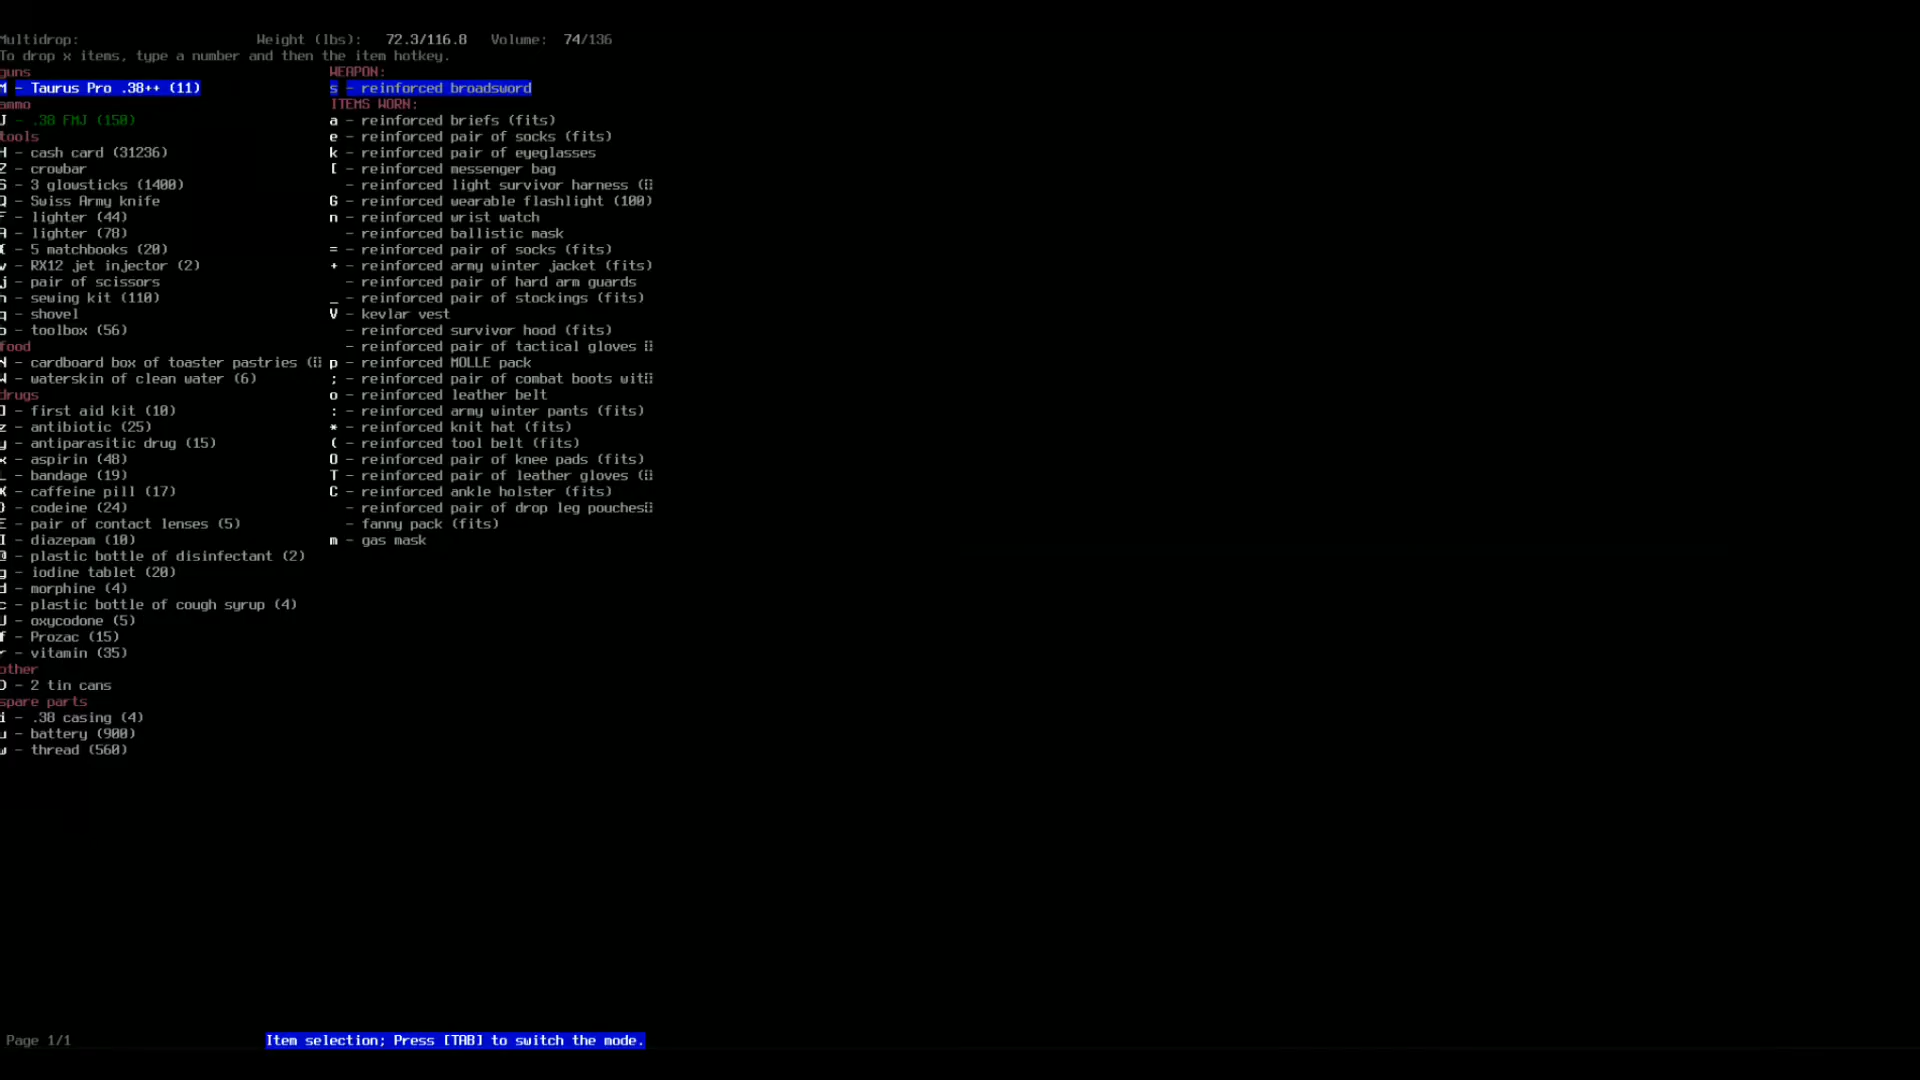 Multidrop: Weight (lbs): 72.3/116.8 Volume: 74/136
To drop x items, type a number and then the item hotkey.
guns
M - Taurus Pro .38++ (11)
ammo
J - .38 FMJ (150)
tools
H - cash card (31236)
Z - crowbar
S - 3 glowsticks (1400)
Q - Swiss Army knife
F - lighter (44)
A - lighter (78)
- 5 matchbooks (20)
v - RX12 jet injector (2)
j - pair of scissors
h - sewing kit (110)
q - shovel
b - toolbox (56)
food
N - cardboard box of toaster pastries (
W - waterskin of clean water (6)
drugs
] - first aid kit (10)
z - antibiotic (25)
y - antiparasitic drug (15)
x - aspirin (48)
L - bandage (19)
K - caffeine pill (17)
) - codeine (24)
E - pair of contact lenses (5)
I - diazepam (10)
@ - plastic bottle of disinfectant (2)
g - iodine tablet (20)
d - morphine (4)
c - plastic bottle of cough syrup (4)
U - oxycodone (5)
f - Prozac (15)
r - vitamin (35)
other
D - 2 tin cans
spare parts
i - .38 casing (4)
u - battery (900)
w - thread (560)
WEAPON:
s - reinforced broadsword
ITEMS WORN:
a - reinforced briefs (fits)
e - reinforced pair of socks (fits)
k - reinforced pair of eyeglasses
[ - reinforced messenger bag
- reinforced light survivor harness (
G - reinforced wearable flashlight (100)
n - reinforced wrist watch
- reinforced ballistic mask
= - reinforced pair of socks (fits)
+ - reinforced army winter jacket (fits)
- reinforced pair of hard arm guards
_ - reinforced pair of stockings (fits)
V - kevlar vest
- reinforced survivor hood (fits)
- reinforced pair of tactical gloves
p - reinforced MOLLE pack
; - reinforced pair of combat boots wit
o - reinforced leather belt
: - reinforced army winter pants (fits)
* - reinforced knit hat (fits)
( - reinforced tool belt (fits)
O - reinforced pair of knee pads (fits)
T - reinforced pair of leather gloves (
C - reinforced ankle holster (fits)
- reinforced pair of drop leg pouches
- fanny pack (fits)
m - gas mask
Page 1/1
Item selection; Press [TAB] to switch the mode.